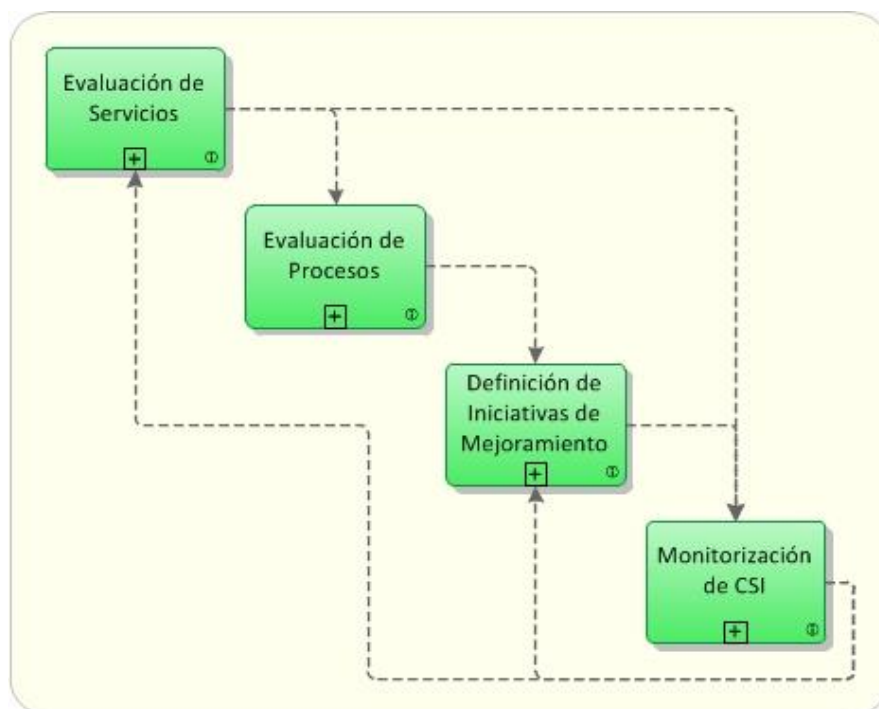 Evaluación de
Servicios
Evaluación de
Procesos
Definición de
Iniciativas de
Mejoramiento
Monitorización
de CSI